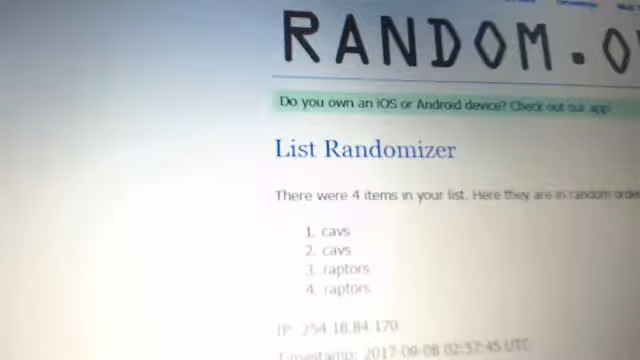 RANDOM.O
Do you own an iOS or Android device? Check out our app!
List Randomizer
There were 4 items in your list. Here they are in random order
1. cavs
2. cavs
3. raptors
4. raptors
IP: 254.18.84.170
Timestamp: 2017-09-08 02:52:45 UTC